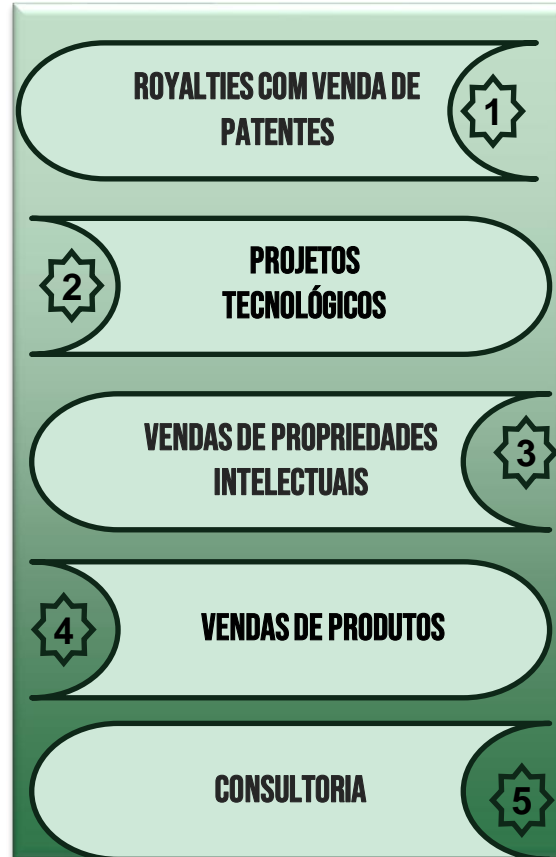 ROYALTIES COM VENDA DE
PATENTES
1
2
PROJETOS
TECNOLÓGICOS
VENDAS DE PROPRIEDADES
INTELECTUAIS
3
4
VENDAS DE PRODUTOS
CONSULTORIA
5